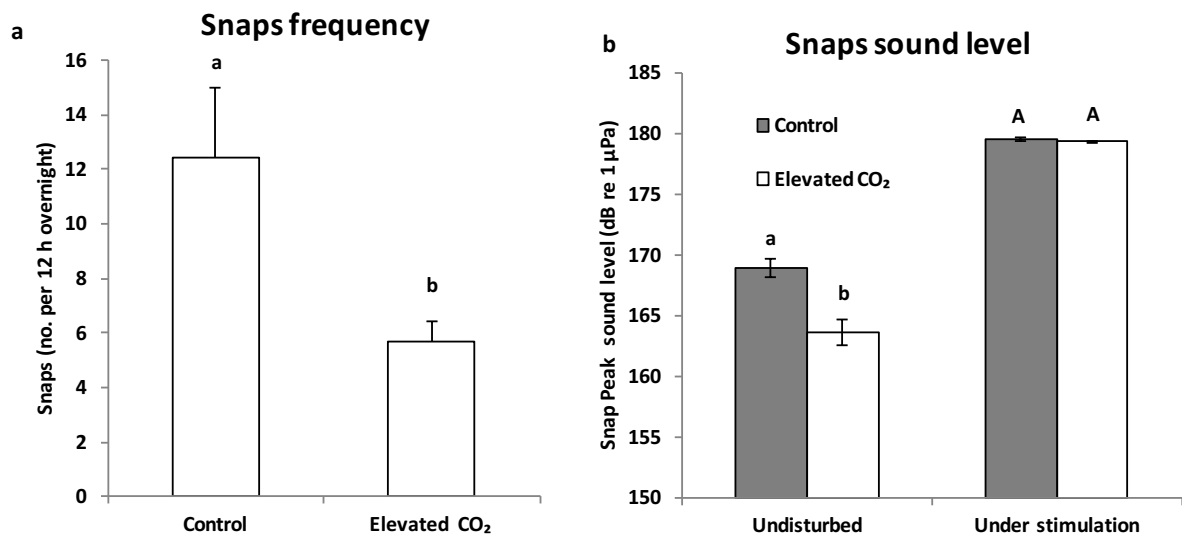 a
Snaps frequency
Snaps (no. per 12 h overnight)
16
14
12
10
8
6
4
2
0
a
b
Control
Elevated CO₂
b
Snaps sound level
Snap Peak sound level (dB re 1 µPa)
185
180
175
170
165
160
155
150
Control
Elevated CO₂
a
b
A
A
Undisturbed
Under stimulation